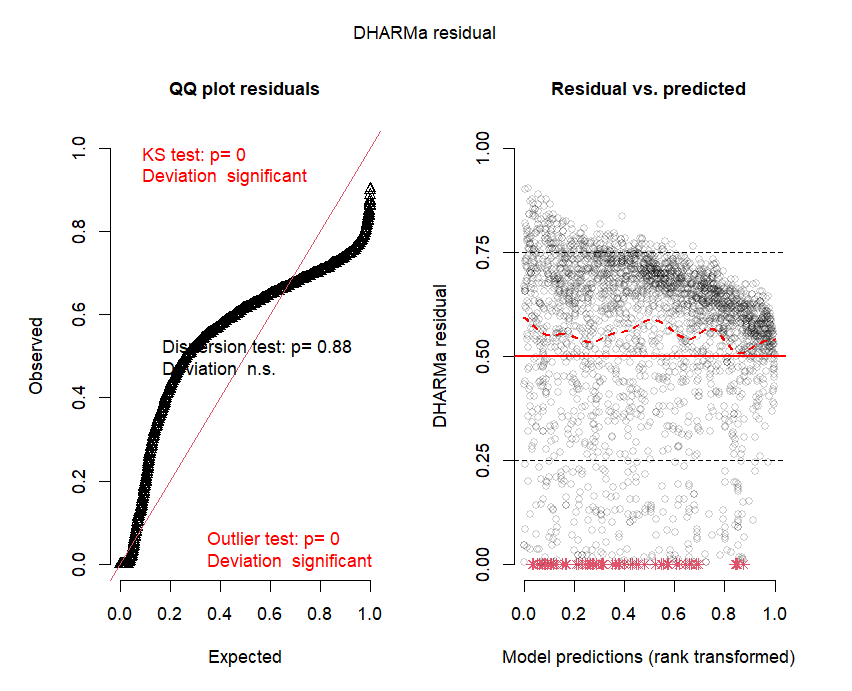 DHARMa residual
QQ plot residuals
KS test: p= 0
Deviation  significant
Dispersion test: p= 0.88
Deviation  n.s.
Outlier test: p= 0
Deviation  significant
1.0
0.8
0.6
0.4
0.2
0.0
Observed
0.0 0.2 0.4 0.6 0.8 1.0
Expected
Residual vs. predicted
1.00
0.75
0.50
0.25
0.00
DHARMa residual
0.0 0.2 0.4 0.6 0.8 1.0
Model predictions (rank transformed)